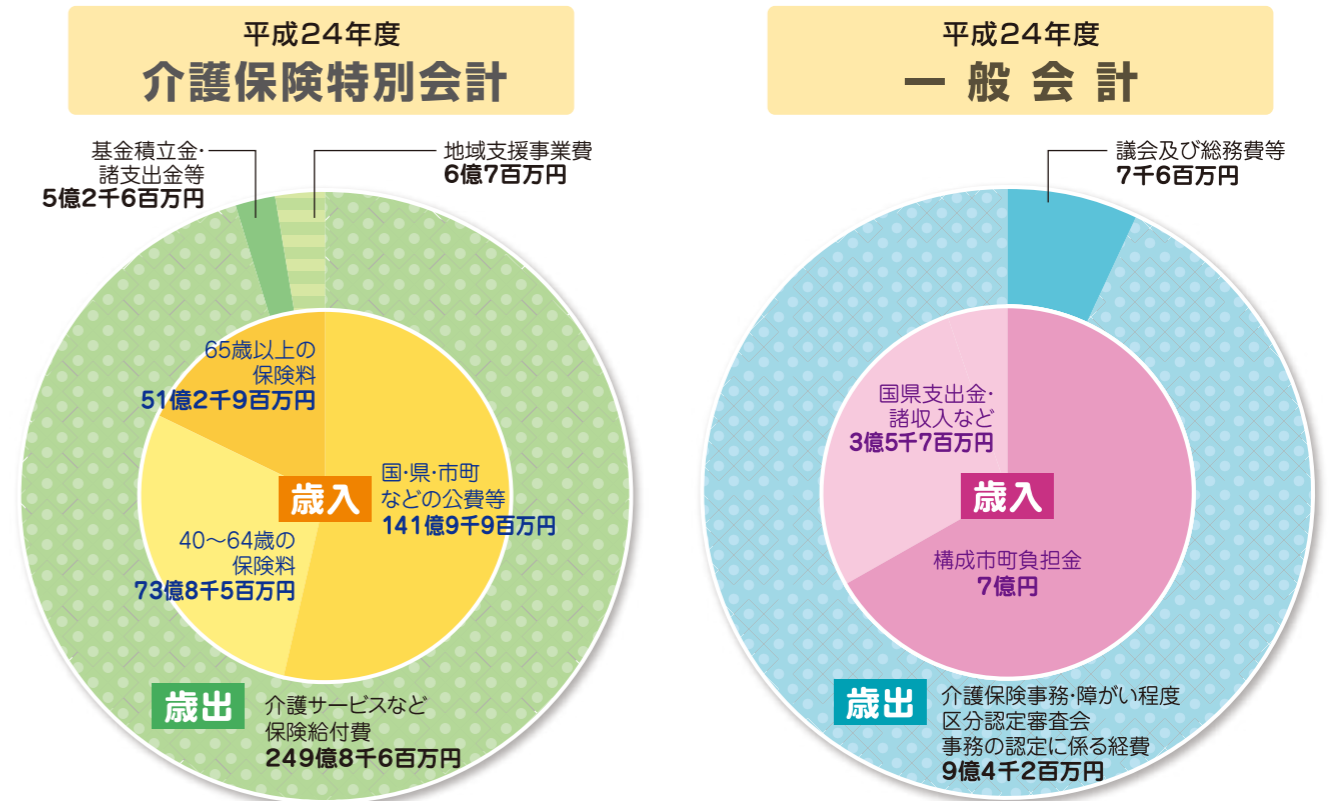 平成24年度
介護保険特別会計
基金積立金・
諸支出金等
5億2千6百万円
地域支援事業費
6億7百万円
65歳以上の
保険料
51億2千9百万円
歳入
国・県・市町
などの公費等
141億9千9百万円
40～64歳の
保険料
73億8千5百万円
歳出
介護サービスなど
保険給付費
249億8千6百万円
平成24年度
一般会計
議会及び総務費等
7千6百万円
国県支出金・
諸収入など
3億5千7百万円
歳入
構成市町負担金
7億円
歳出
介護保険事務・障がい程度
区分認定審査会
事務の認定に係る経費
9億4千2百万円